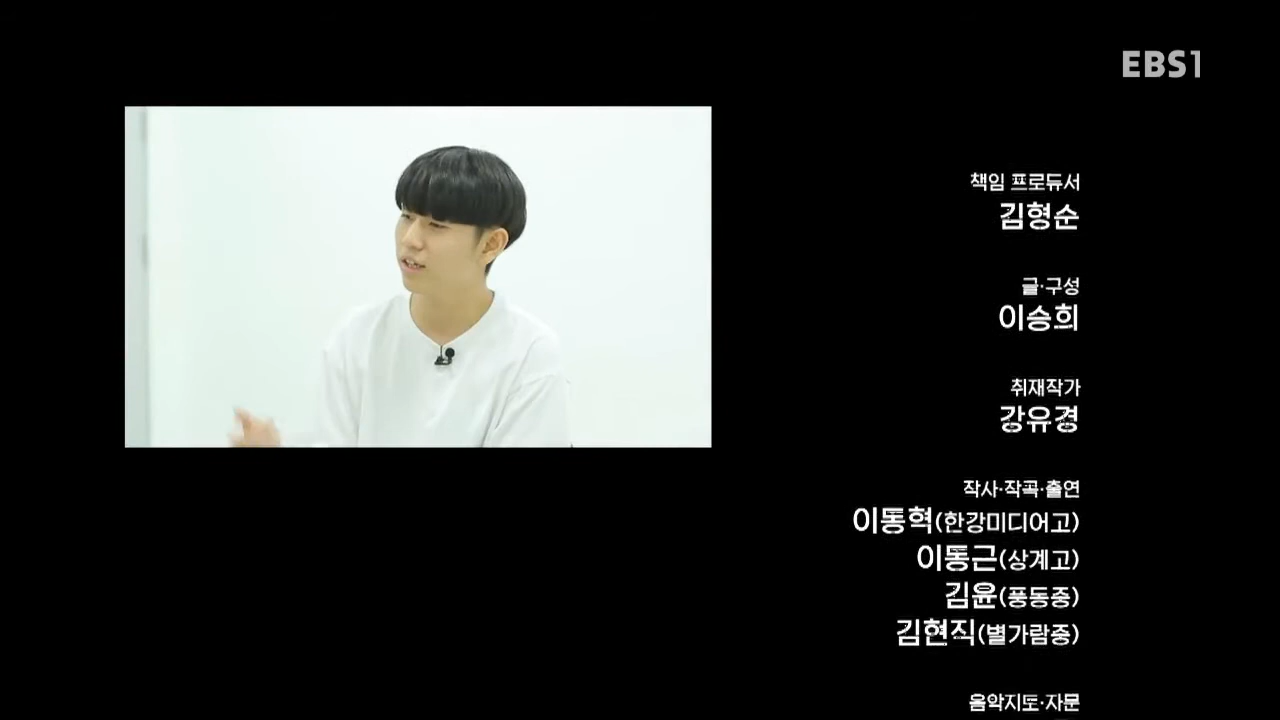 EBS1
책임 프로듀서
김형순
글·구성
이승희
취재작가
강유경
작사·작곡·출연
이동혁(한강미디어고)
이동근(상계고)
김윤(풍동중)
김현직(별가람중)
음악지도·자문